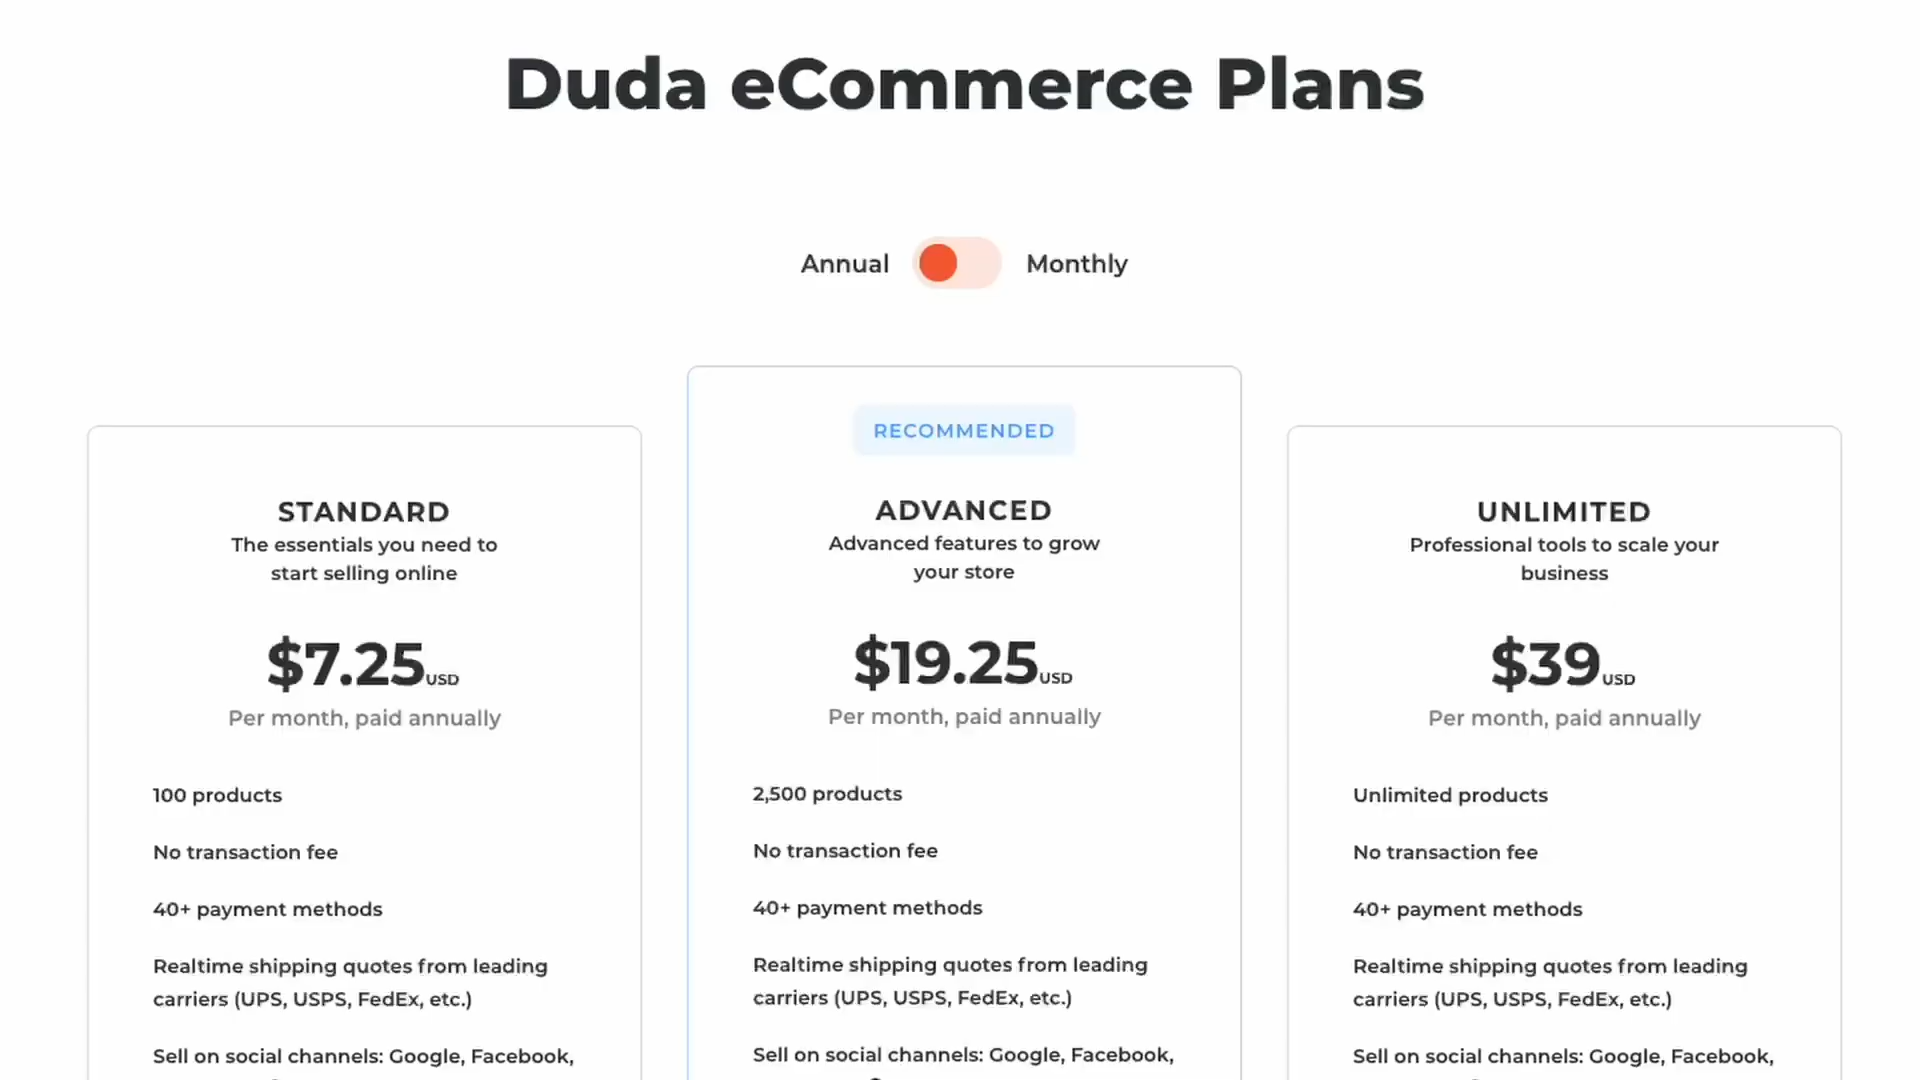 Duda eCommerce Plans
Annual
Monthly
STANDARD
The essentials you need to
start selling online
$7.25USD
Per month, paid annually
100 products
No transaction fee
40+ payment methods
Realtime shipping quotes from leading
carriers (UPS, USPS, FedEx, etc.)
Sell on social channels: Google, Facebook,
RECOMMENDED
ADVANCED
Advanced features to grow
your store
$19.25USD
Per month, paid annually
2,500 products
No transaction fee
40+ payment methods
Realtime shipping quotes from leading
carriers (UPS, USPS, FedEx, etc.)
Sell on social channels: Google, Facebook,
UNLIMITED
Professional tools to scale your
business
$39USD
Per month, paid annually
Unlimited products
No transaction fee
40+ payment methods
Realtime shipping quotes from leading
carriers (UPS, USPS, FedEx, etc.)
Sell on social channels: Google, Facebook,